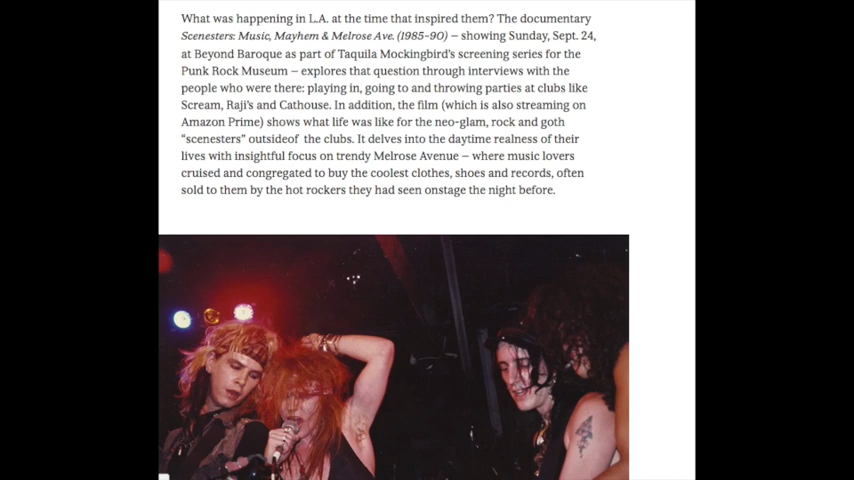 What was happening in L.A. at the time that inspired them? The documentary
Scenesters: Music, Mayhem & Melrose Ave. (1985-90) – showing Sunday, Sept. 24,
at Beyond Baroque as part of Taquila Mockingbird's screening series for the
Punk Rock Museum – explores that question through interviews with the
people who were there: playing in, going to and throwing parties at clubs like
Scream, Raji's and Cathouse. In addition, the film (which is also streaming on
Amazon Prime) shows what life was like for the neo-glam, rock and goth
“scenesters” outsideof the clubs. It delves into the daytime realness of their
lives with insightful focus on trendy Melrose Avenue – where music lovers
cruised and congregated to buy the coolest clothes, shoes and records, often
sold to them by the hot rockers they had seen onstage the night before.